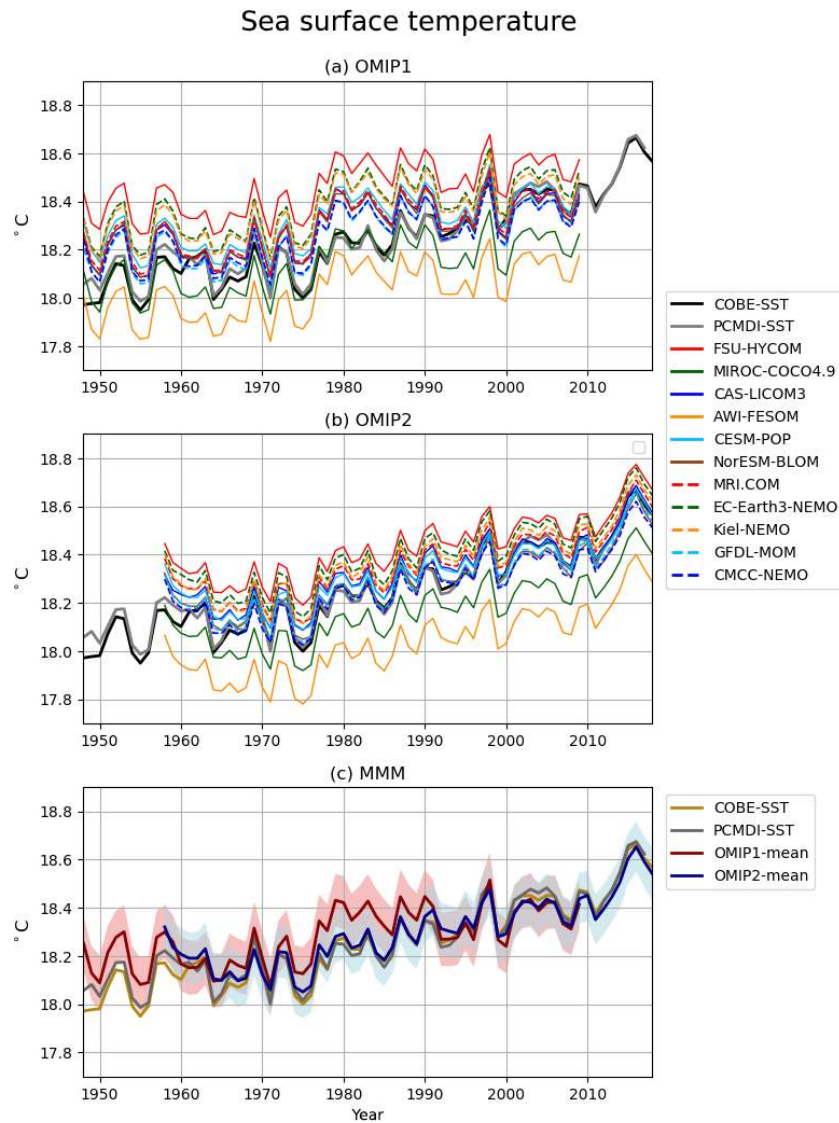 Sea surface temperature
(a) OMIP1
°C
18.8
18.6
18.4
18.2
18.0
17.8
1950 1960 1970 1980 1990 2000 2010
COBE-SST
PCMDI-SST
FSU-HYCOM
MIROC-COCO4.9
CAS-LICOM3
AWI-FESOM
CESM-POP
NorESM-BLOM
MRI.COM
EC-Earth3-NEMO
Kiel-NEMO
GFDL-MOM
CMCC-NEMO
(b) OMIP2
°C
18.8
18.6
18.4
18.2
18.0
17.8
1950 1960 1970 1980 1990 2000 2010
(c) MMM
°C
18.8
18.6
18.4
18.2
18.0
17.8
1950 1960 1970 1980 1990 2000 2010
Year
COBE-SST
PCMDI-SST
OMIP1-mean
OMIP2-mean